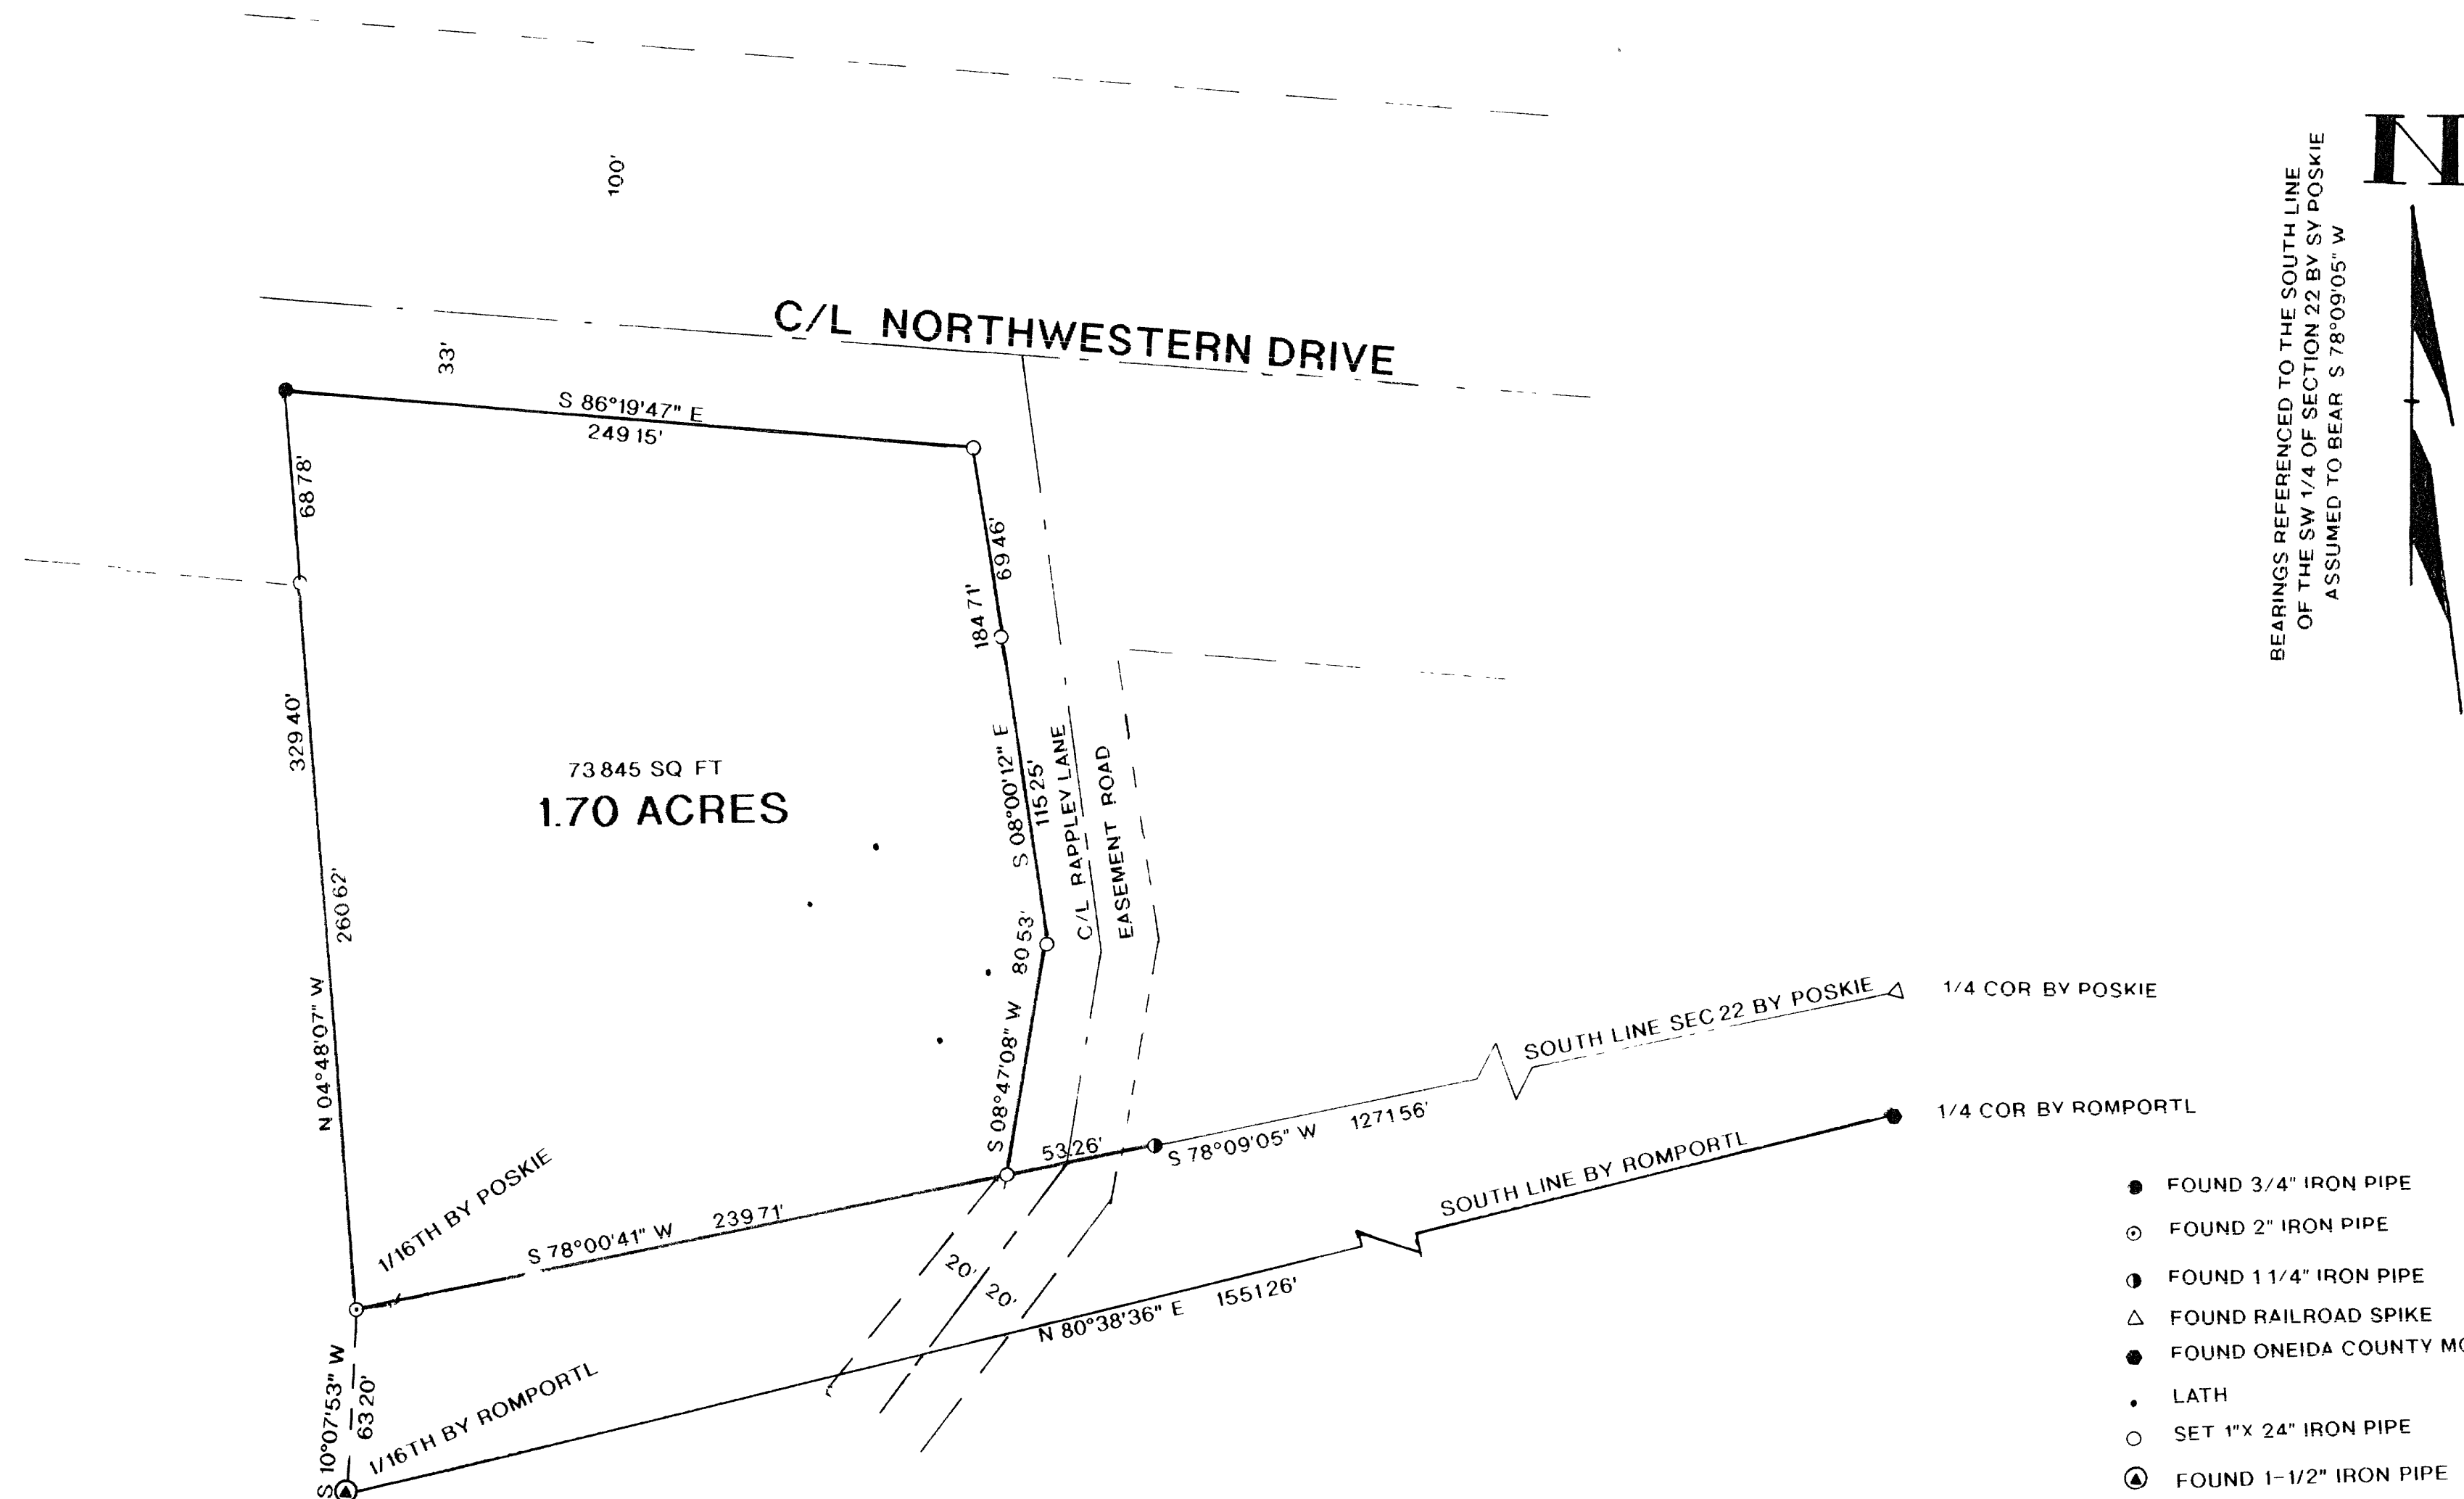 100'
C/L NORTHWESTERN DRIVE
33'
S 86°19'47" E
249 15'
68 78'
69 46'
184 71'
329 40'
260 62'
N 04°48'07" W
73 845 SQ FT
1.70 ACRES
S 08°00'12" E
115 25'
C/L RAPPLEY LANE
EASEMENT ROAD
80 53'
S 08°47'08" W
53.26'
S 78°09'05" W 1271 56'
SOUTH LINE SEC 22 BY POSKIE
1/4 COR BY POSKIE
1/4 COR BY ROMPORTL
SOUTH LINE BY ROMPORTL
1/16TH BY POSKIE
S 78°00'41" W 239 71'
20'
20'
N 80°38'36" E 1551 26'
S 10°07'53" W
63 20'
1/16TH BY ROMPORTL
N
BEARINGS REFERENCED TO THE SOUTH LINE
OF THE SW 1/4 OF SECTION 22 BY SY POSKIE
ASSUMED TO BEAR S 78°09'05" W
FOUND 3/4" IRON PIPE
FOUND 2" IRON PIPE
FOUND 1 1/4" IRON PIPE
FOUND RAILROAD SPIKE
FOUND ONEIDA COUNTY
LATH
SET 1"X 24" IRON PIPE
FOUND 1-1/2" IRON PIPE